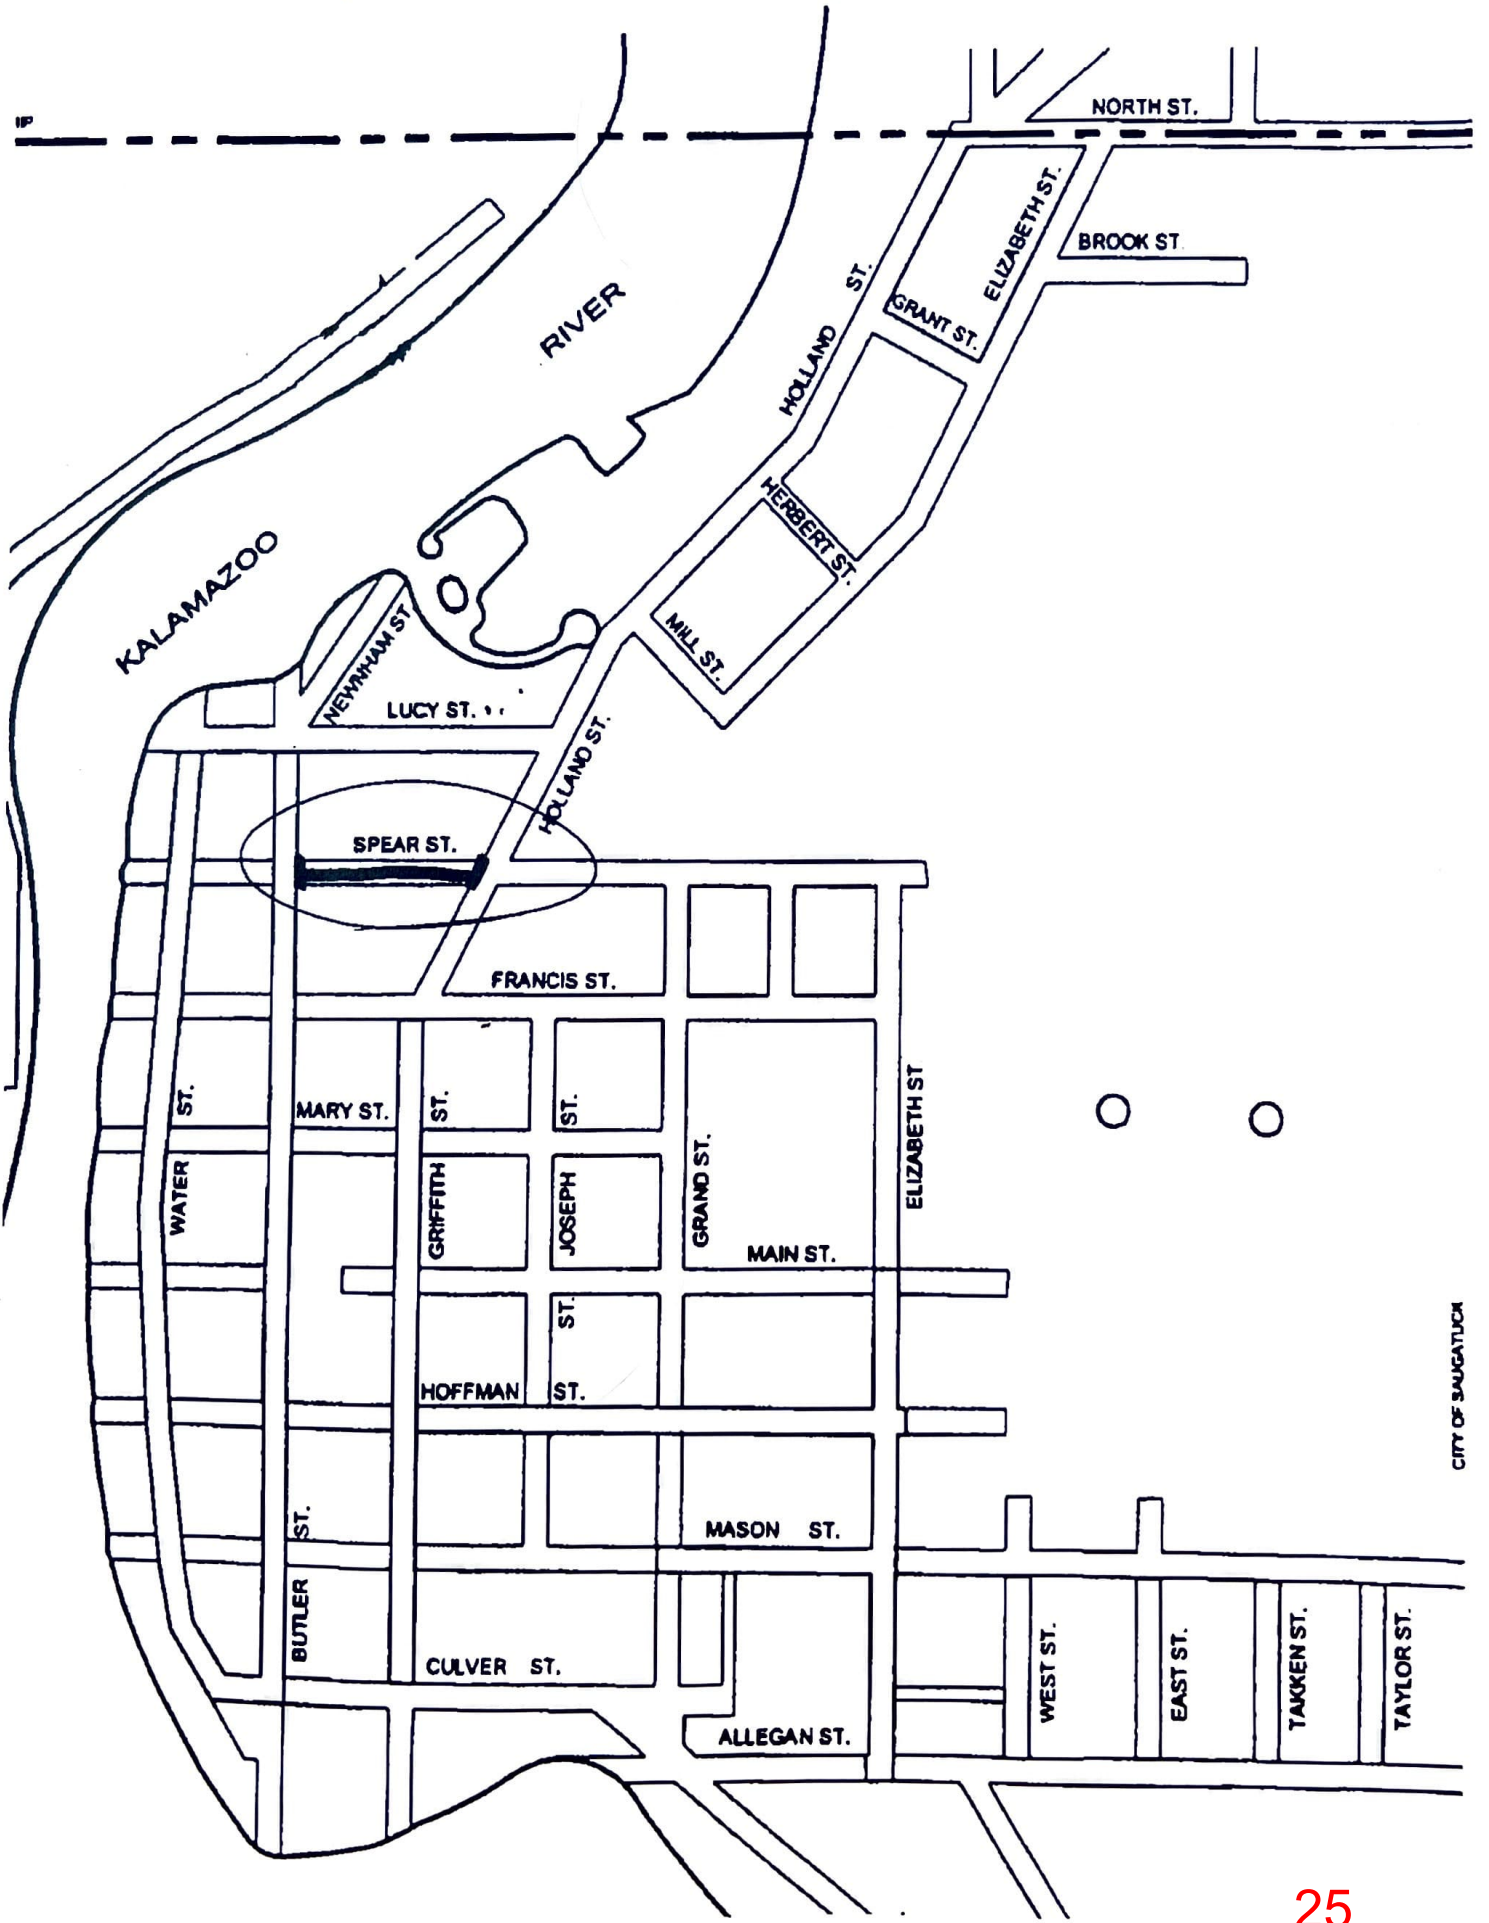 NORTH ST.
IP
ELIZABETH ST.
BROOK ST.
HOLLAND ST.
GRANT ST.
RIVER
HERBERT ST.
KALAMAZOO
MILL ST.
NEWNHAM ST
LUCY ST.
HOLLAND ST.
SPEAR ST.
FRANCIS ST.
WATER ST.
MARY ST.
GRIFFITH ST.
JOSEPH ST.
GRAND ST.
ELIZABETH ST
MAIN ST.
ST.
HOFFMAN ST.
CITY OF SAUGATUCK
BUTLER ST.
MASON ST.
CULVER ST.
WEST ST.
EAST ST.
TAKKEN ST.
TAYLOR ST.
ALLEGAN ST.
25